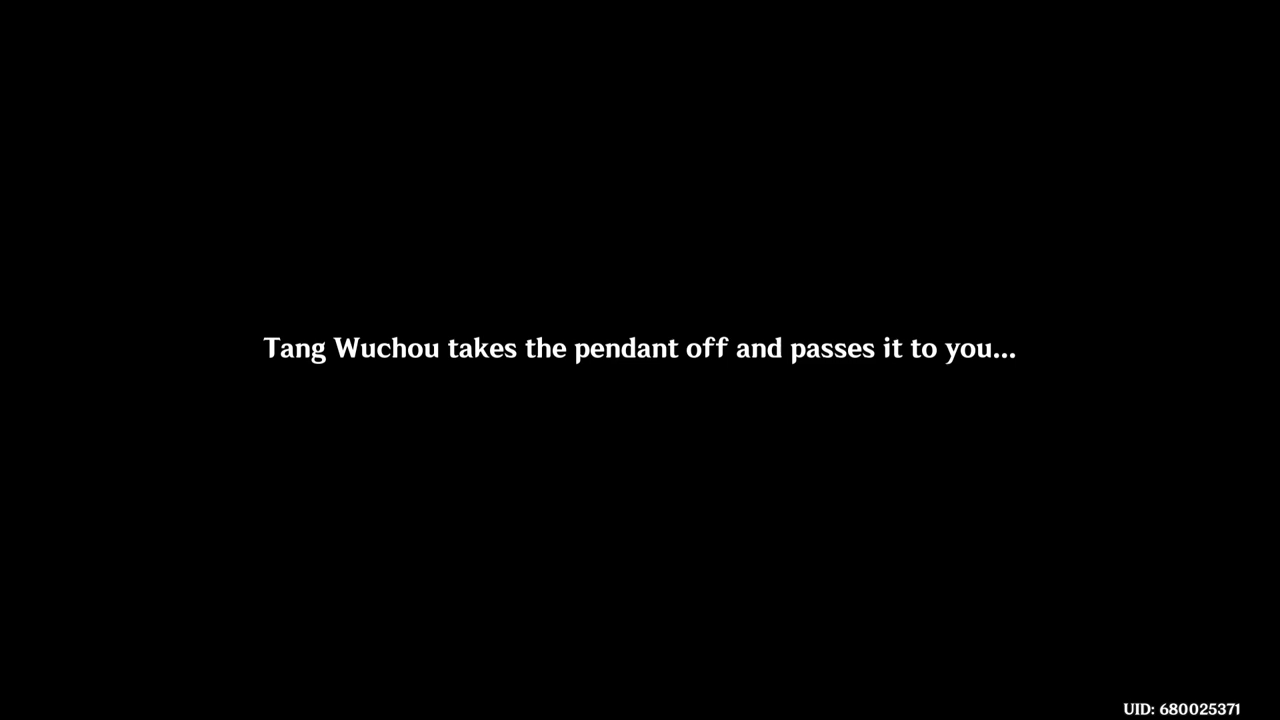 Tang Wuchou takes the pendant off and passes it to you...
UID: 680025371